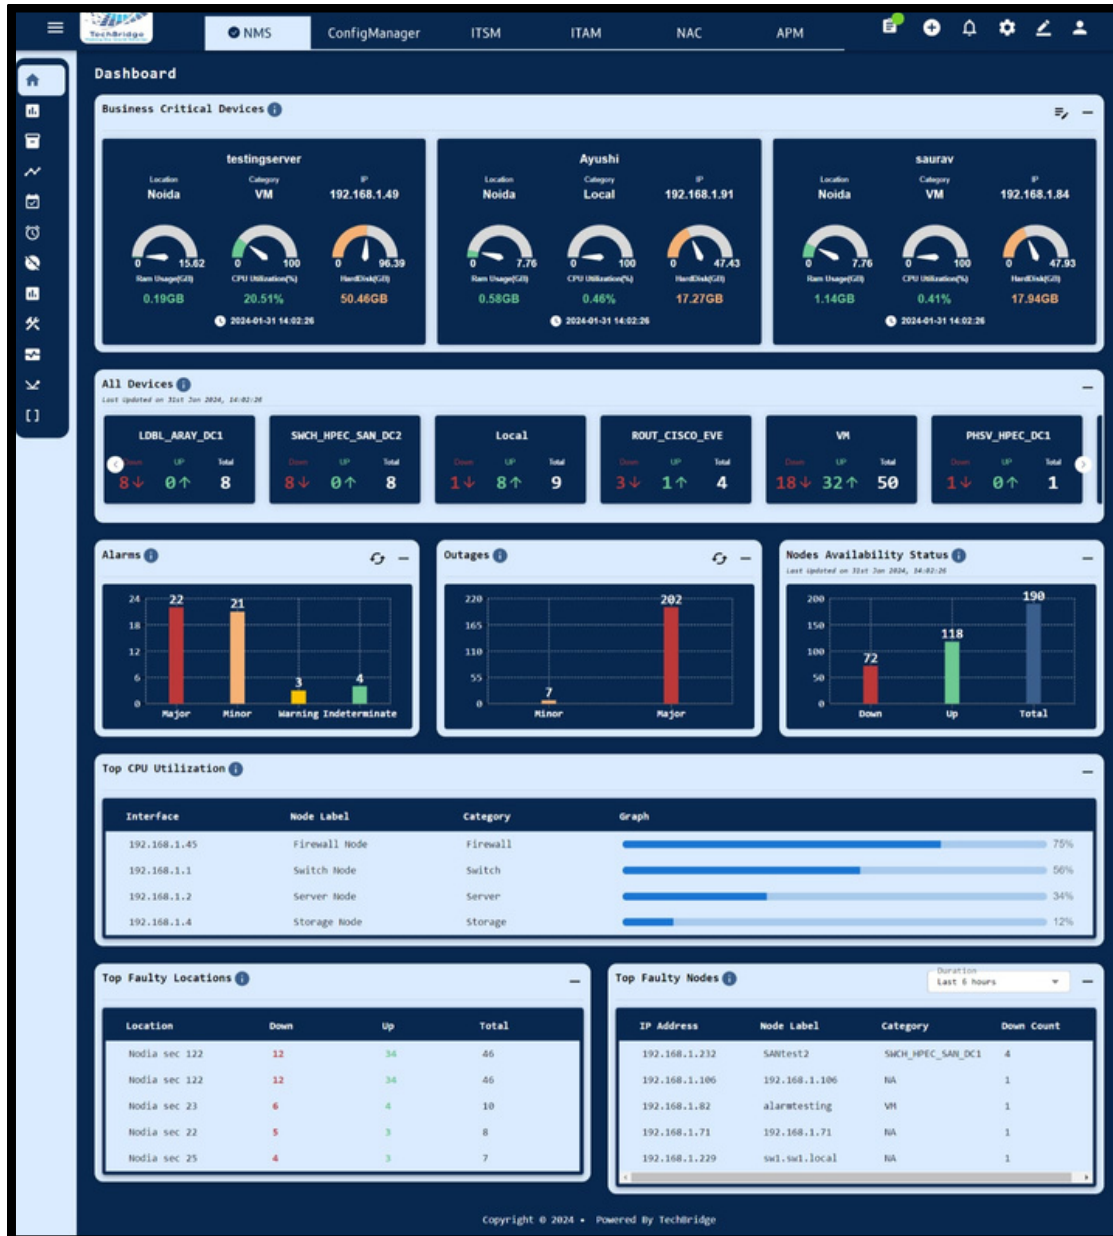 TechBridge
NMS ConfigManager ITSM ITAM NAC APM
Dashboard
Business Critical Devices
testingserver
Location Category IP
Noida VM 192.168.1.49
0 15.62 0 100 0 96.39
Ram Usage(GB) CPU Utilization(%) HardDisk(GB)
0.19GB 20.51% 50.46GB
2024-01-31 14:02:26
Ayushi
Location Category IP
Noida Local 192.168.1.91
0 7.76 0 100 0 47.43
Ram Usage(GB) CPU Utilization(%) HardDisk(GB)
0.58GB 0.46% 17.27GB
2024-01-31 14:02:26
saurav
Location Category IP
Noida VM 192.168.1.84
0 7.76 0 100 0 47.93
Ram Usage(GB) CPU Utilization(%) HardDisk(GB)
1.14GB 0.41% 17.94GB
2024-01-31 14:02:26
All Devices
Last Updated on 31st Jan 2024, 14:02:26
LDBL_ARAY_DC1
Down UP Total
8↓ 0↑ 8
SWCH_HPEC_SAN_DC2
Down UP Total
8↓ 0↑ 8
Local
Down UP Total
1↓ 8↑ 9
ROUT_CISCO_EVE
Down UP Total
3↓ 1↑ 4
VM
Down UP Total
18↓ 32↑ 50
PHSV_HPEC_DC1
Down UP Total
1↓ 0↑ 1
Alarms
24 22 21
18
12
6 3 4
0
Major Minor Warning Indeterminate
Outages
220 202
165
110
55 7
0
Minor Major
Nodes Availability Status
Last Updated on 31st Jan 2024, 14:02:26
200 190
150 118
100 72
50
0
Down Up Total
Top CPU Utilization
Interface Node Label Category Graph
192.168.1.45 Firewall Node Firewall 75%
192.168.1.1 Switch Node Switch 56%
192.168.1.2 Server Node Server 34%
192.168.1.4 Storage Node Storage 12%
Top Faulty Locations
Location Down Up Total
Nodia sec 122 12 34 46
Nodia sec 122 12 34 46
Nodia sec 23 6 4 10
Nodia sec 22 5 3 8
Nodia sec 25 4 3 7
Top Faulty Nodes
Duration
Last 6 hours
IP Address Node Label Category Down Count
192.168.1.232 SANtest2 SWCH_HPEC_SAN_DC1 4
192.168.1.106 192.168.1.106 NA 1
192.168.1.82 alarmtesting VM 1
192.168.1.71 192.168.1.71 NA 1
192.168.1.229 sw1.sw1.local NA 1
Copyright © 2024 • Powered By TechBridge